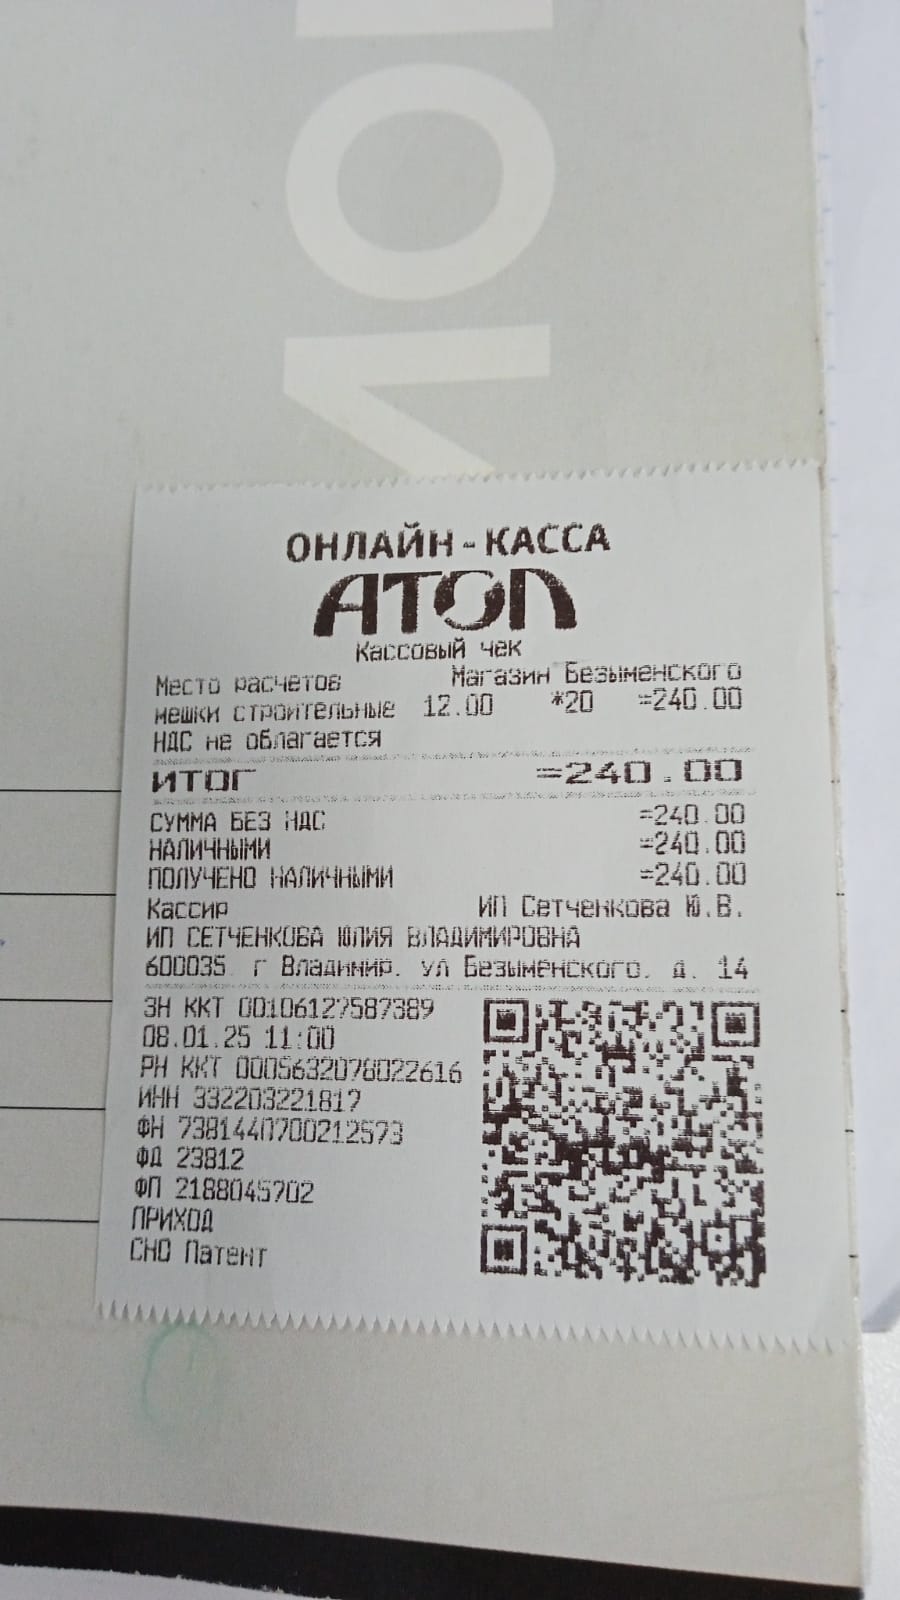 ОНЛАЙН-КАССА
АТОЛ
Кассовый чек
Место расчетов Магазин Безыменского
мешки строительные 12.00 *20 =240.00
НДС не облагается
ИТОГ =240.00
СУММА БЕЗ НДС =240.00
НАЛИЧНЫМИ =240.00
ПОЛУЧЕНО НАЛИЧНЫМИ =240.00
Кассир ИП Сетченкова Ю.В.
ИП СЕТЧЕНКОВА ЮЛИЯ ВЛАДИМИРОВНА
600035, г Владимир, ул Безыменского, д. 14
ЗН ККТ 00106127587389
08.01.25 11:00
РН ККТ 0005632078022616
ИНН 332203221817
ФН 7381440700212573
ФД 23812
ФП 2188045702
ПРИХОД
СНО Патент